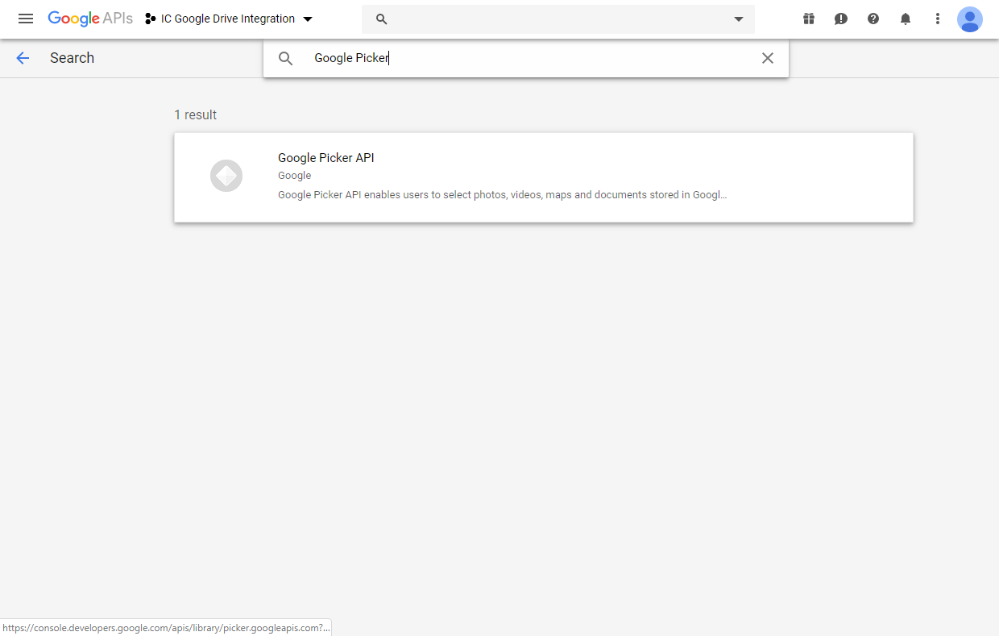 Google APIs IC Google Drive Integration
Search
Google Picker
1 result
Google Picker API
Google
Google Picker API enables users to select photos, videos, maps and documents stored in Googl...
https://console.developers.google.com/apis/library/picker.googleapis.com?...